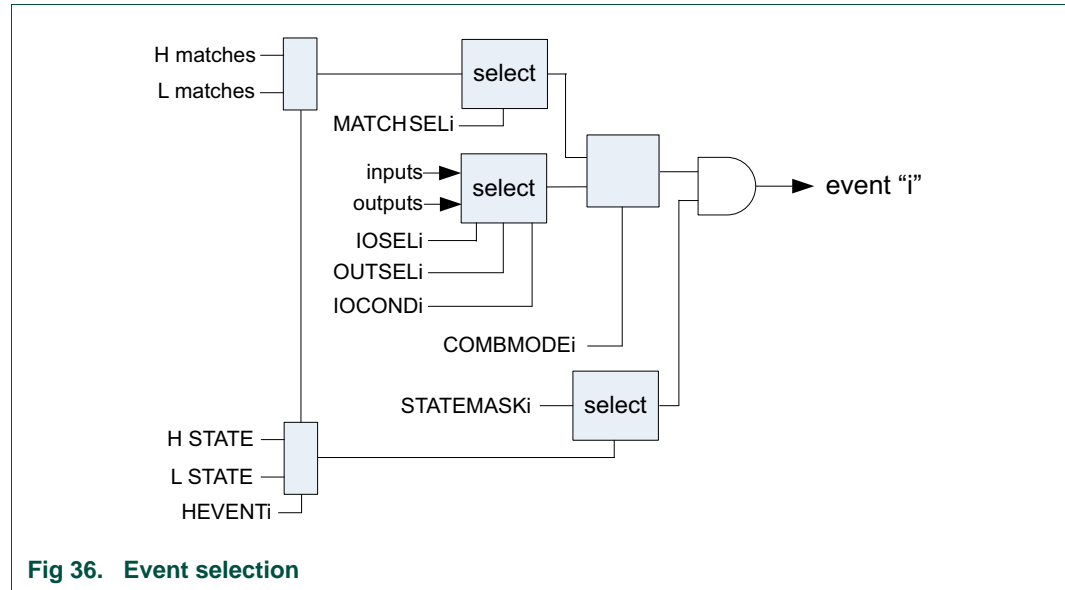 H matches
L matches
select
MATCHSELi
inputs
outputs
select
IOSELi
OUTSELi
IOCONDi
event “i”
COMBMODEi
STATEMASKi
select
H STATE
L STATE
HEVENTi
Fig 36. Event selection